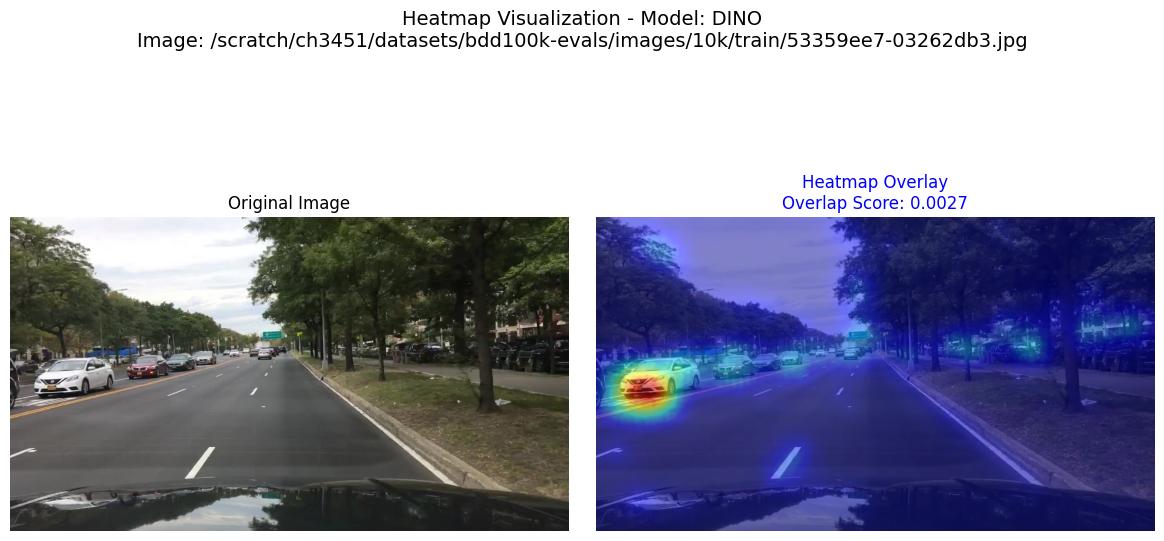 Heatmap Visualization - Model: DINO
Image: /scratch/ch3451/datasets/bdd100k-evals/images/10k/train/53359ee7-03262db3.jpg
Original Image
Heatmap Overlay
Overlap Score: 0.0027